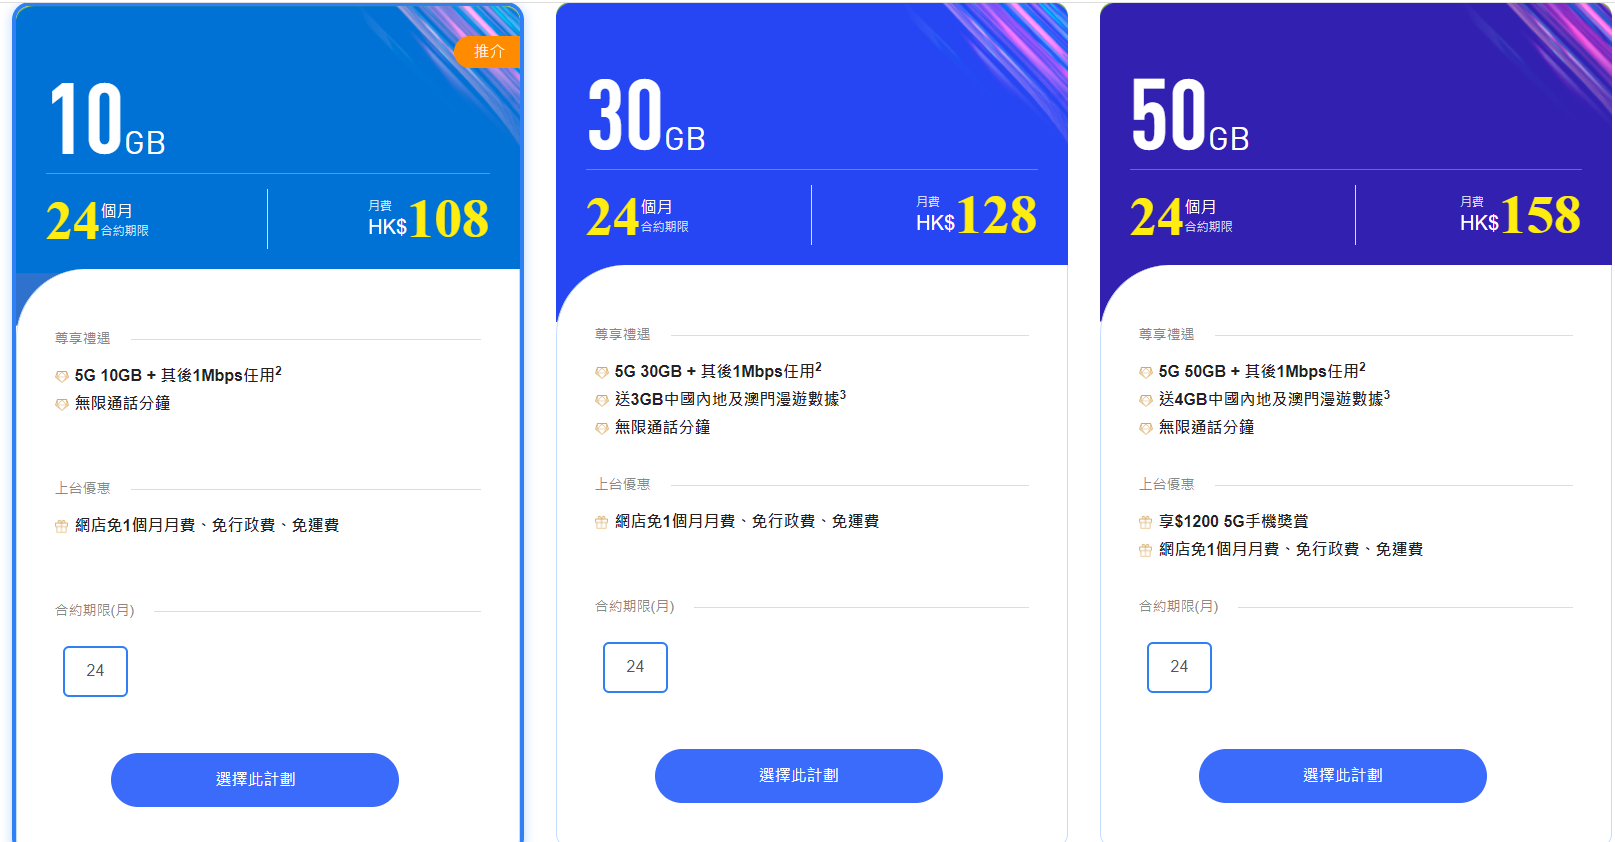 推介
10GB
24個月
合約期限
月費
HK$108
尊享禮遇
5G 10GB + 其後1Mbps任用2
無限通話分鐘
上台優惠
網店免1個月月費、免行政費、免運費
合約期限(月)
24
選擇此計劃
30GB
24個月
合約期限
月費
HK$128
尊享禮遇
5G 30GB + 其後1Mbps任用2
送3GB中國內地及澳門漫遊數據3
無限通話分鐘
上台優惠
網店免1個月月費、免行政費、免運費
合約期限(月)
24
選擇此計劃
50GB
24個月
合約期限
月費
HK$158
尊享禮遇
5G 50GB + 其後1Mbps任用2
送4GB中國內地及澳門漫遊數據3
無限通話分鐘
上台優惠
享$1200 5G手機獎賞
網店免1個月月費、免行政費、免運費
合約期限(月)
24
選擇此計劃